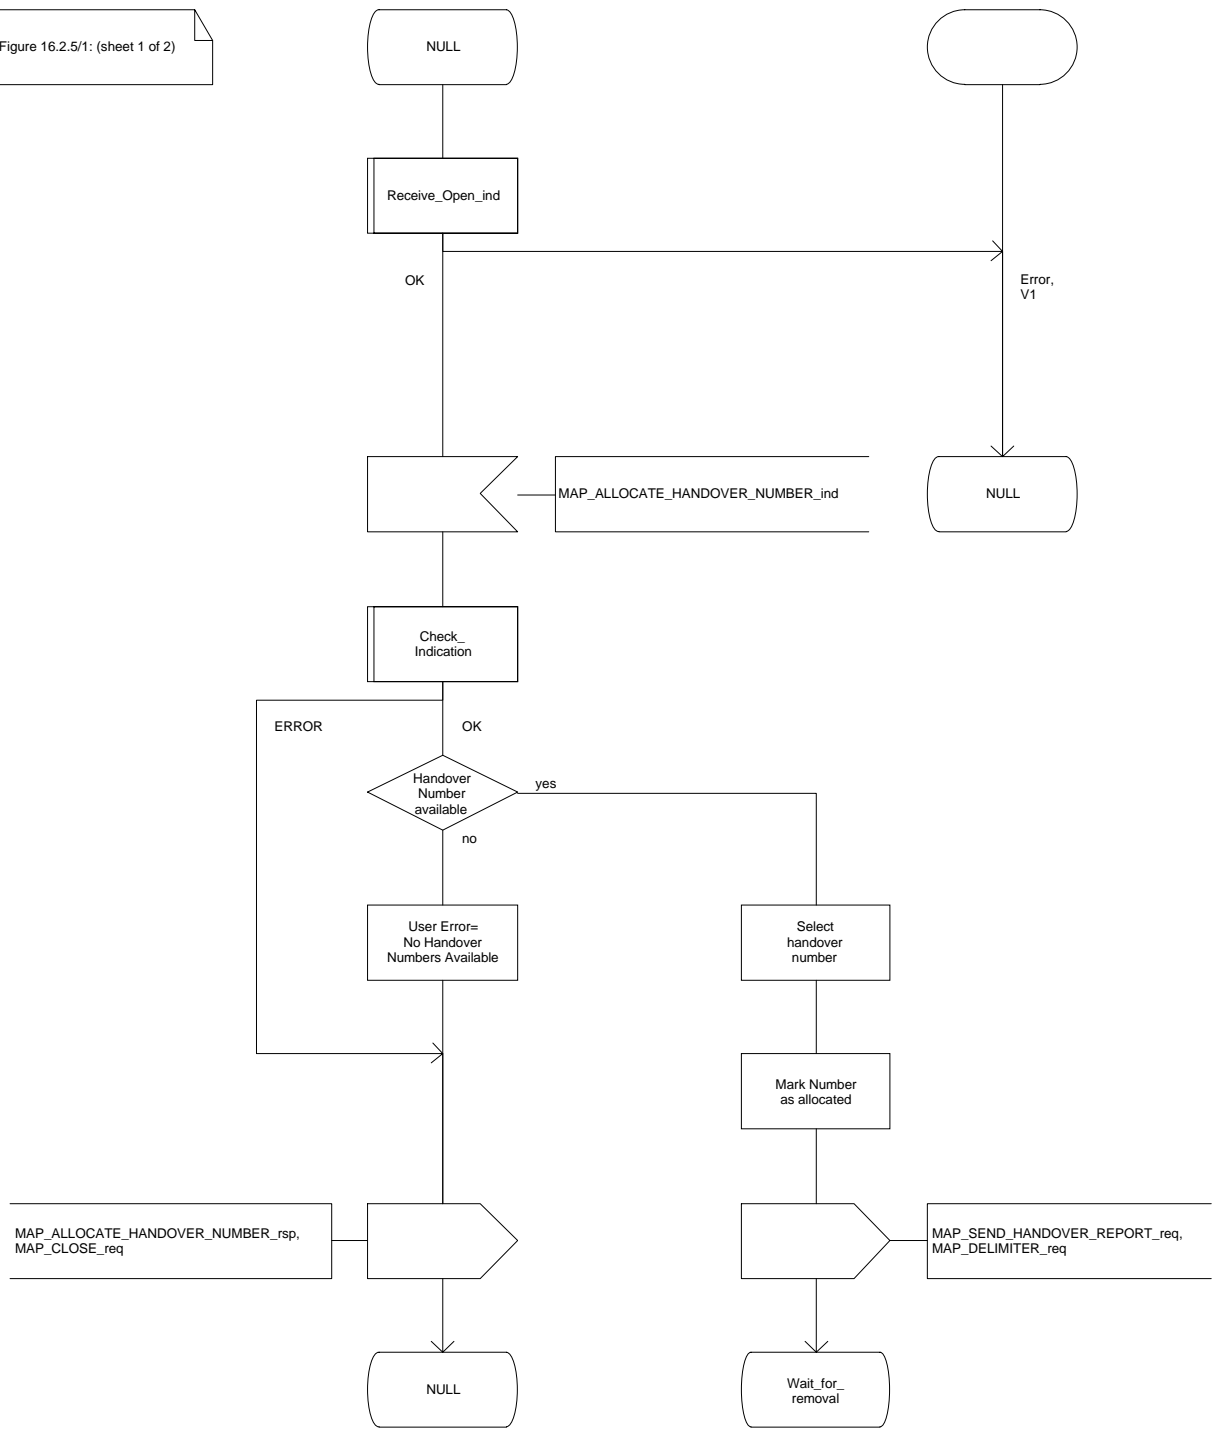 Figure 16.2.5/1: (sheet 1 of 2)
NULL
Receive_Open_ind
OK
Error,
V1
MAP_ALLOCATE_HANDOVER_NUMBER_ind
NULL
Check_
Indication
ERROR
OK
Handover
Number
available
yes
no
User Error=
No Handover
Numbers Available
Select
handover
number
Mark Number
as allocated
MAP_ALLOCATE_HANDOVER_NUMBER_rsp,
MAP_CLOSE_req
MAP_SEND_HANDOVER_REPORT_req,
MAP_DELIMITER_req
NULL
Wait_for_
removal